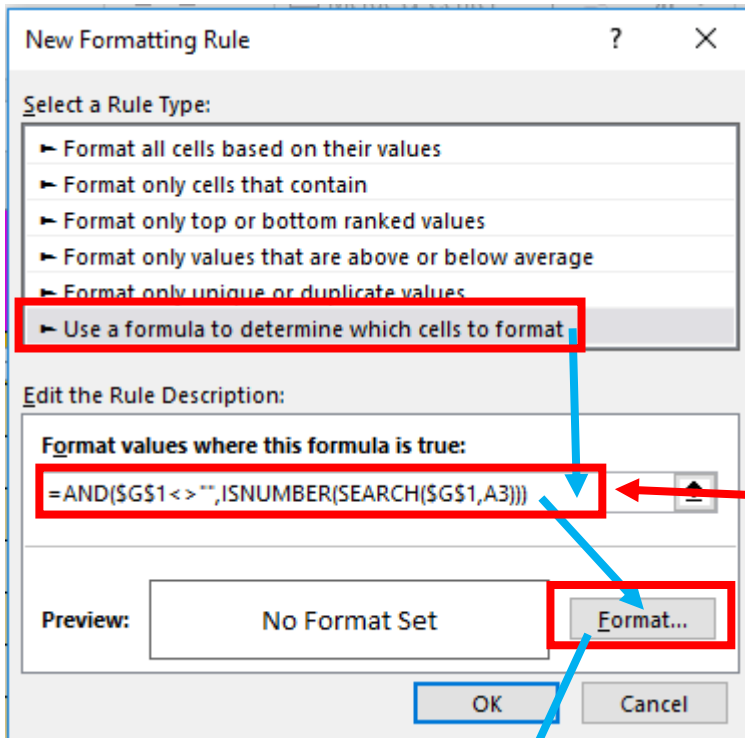 New Formatting Rule ?
Select a Rule Type:
► Format all cells based on their values
► Format only cells that contain
► Format only top or bottom ranked values
► Format only values that are above or below average
► Format only unique or duplicate values
► Use a formula to determine which cells to format
Edit the Rule Description:
Format values where this formula is true:
=AND($G$1<>"",ISNUMBER(SEARCH($G$1,A3)))
Preview: No Format Set Format...
OK Cancel